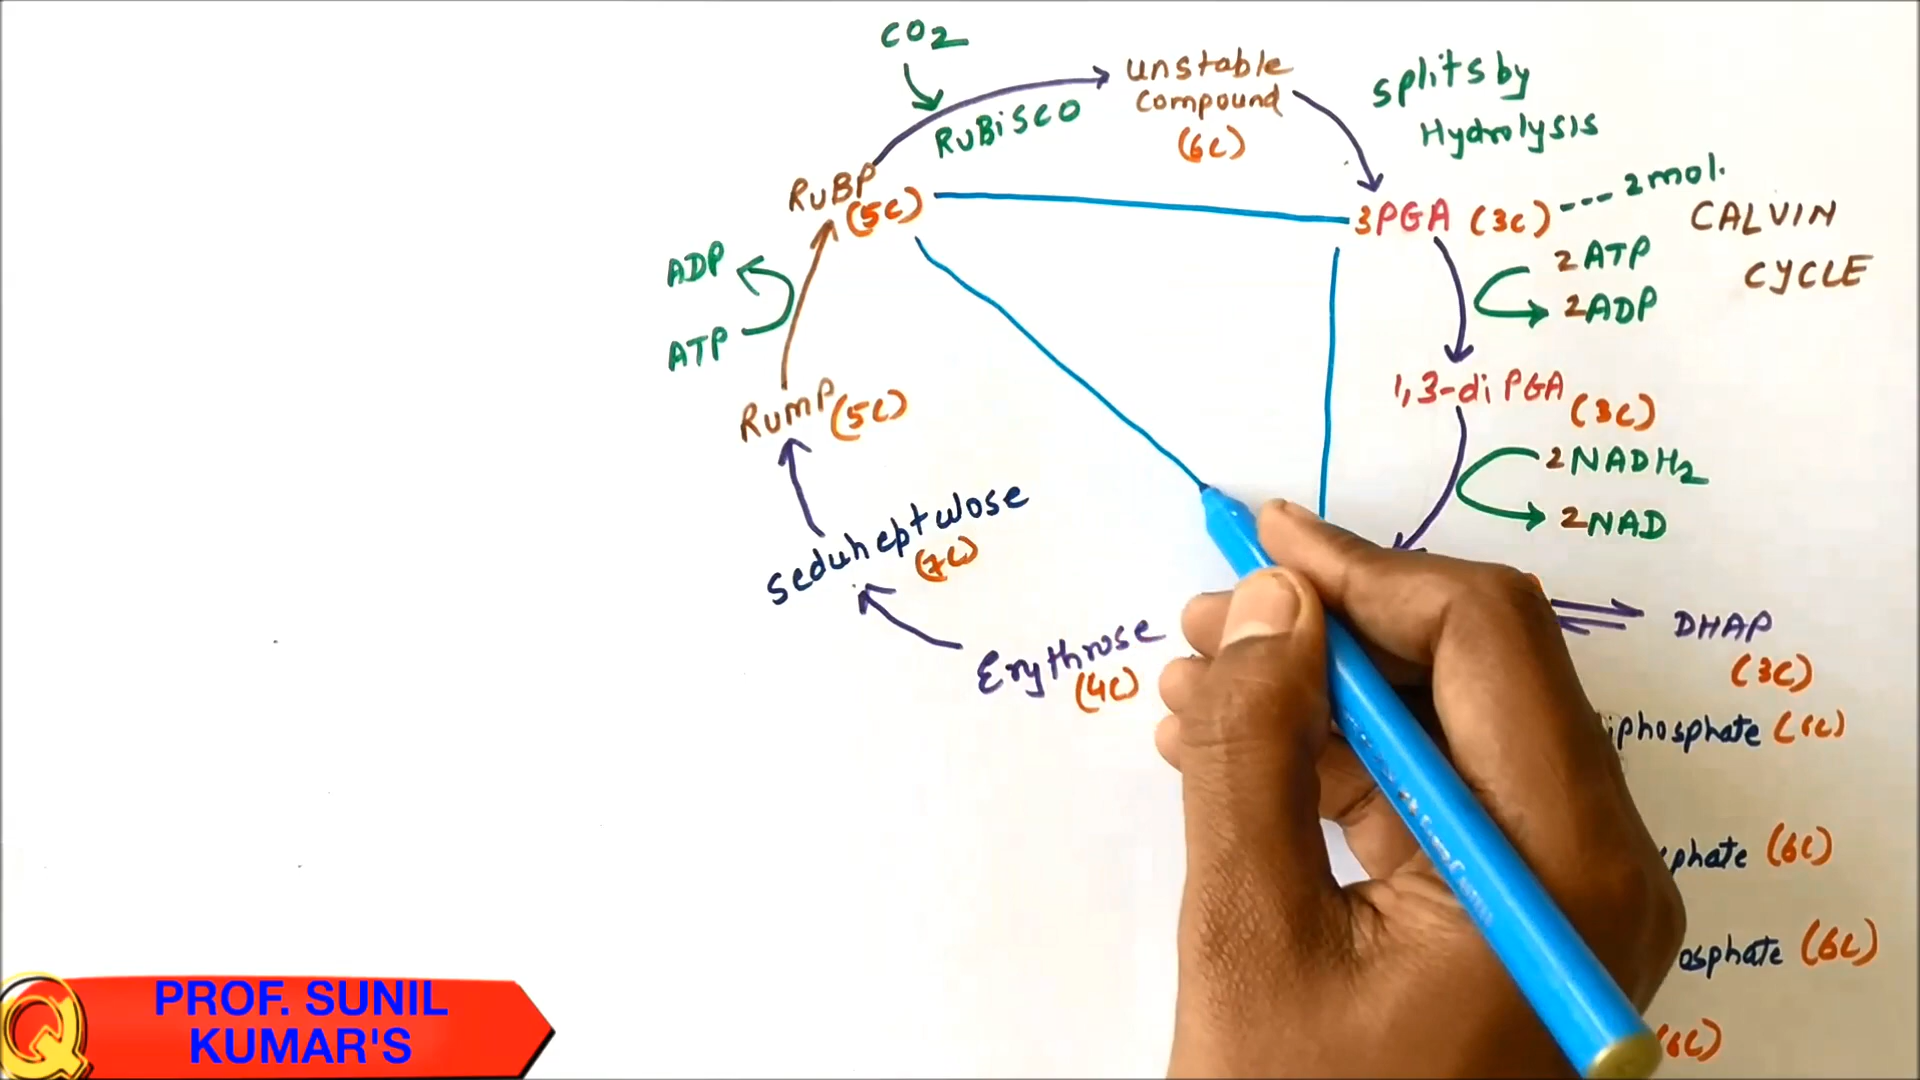 CO2
unstable
compound
(6C)
RUBISCO
splits by
Hydrolysis
RuBP
(5C)
3PGA (3C) --- 2 mol.
CALVIN
CYCLE
2ATP
2ADP
ADP
ATP
1,3-di PGA
(3C)
RuMP (5C)
2NADH2
2NAD
seduheptulose
(7C)
Erythrose
(4C)
DHAP
(3C)
iphosphate (6C)
phate (6C)
osphate (6C)
(6C)
PROF. SUNIL
KUMAR'S